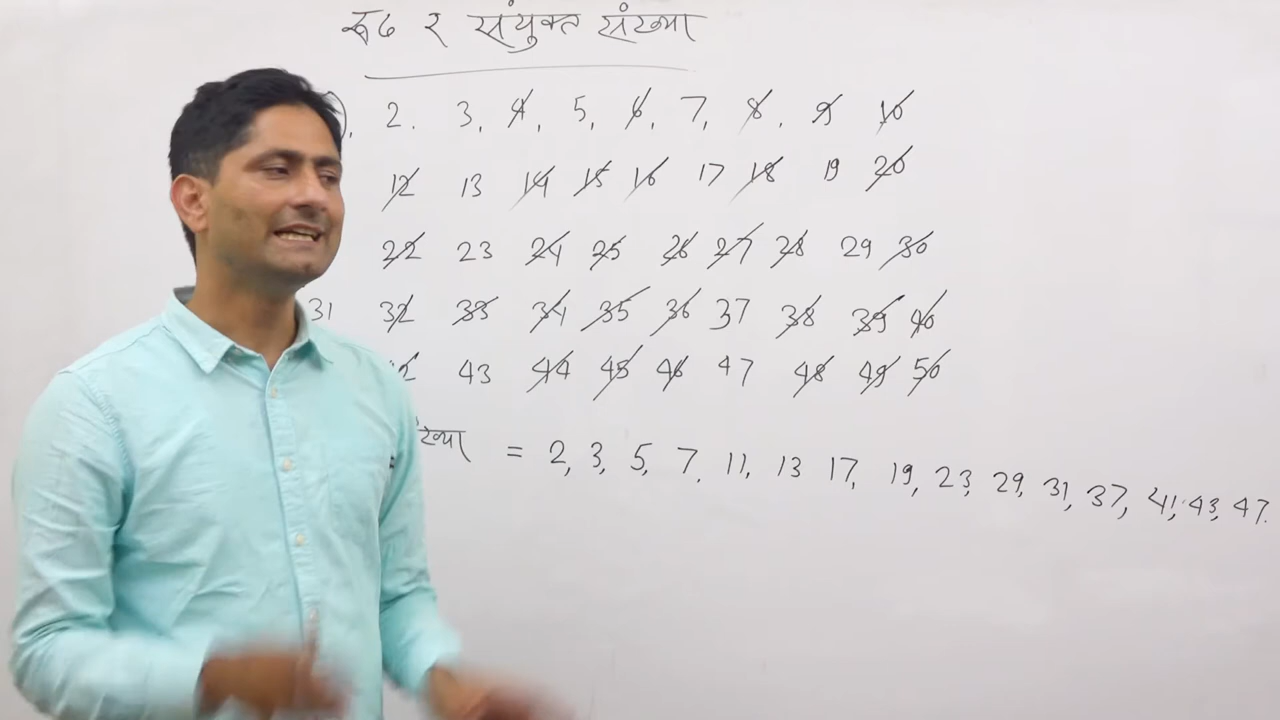 रूढ र संयुक्त संख्या
2. 3, 4, 5, 6, 7, 8, 9 10
12 13 14 15 16 17 18 19 20
22 23 24 25 26 27 28 29 30
31 32 33 34 35 36 37 38 39 40
43 44 45 46 47 48 49 50
= 2, 3, 5, 7, 11, 13 17, 19, 23, 29, 31, 37, 41, 43, 47.